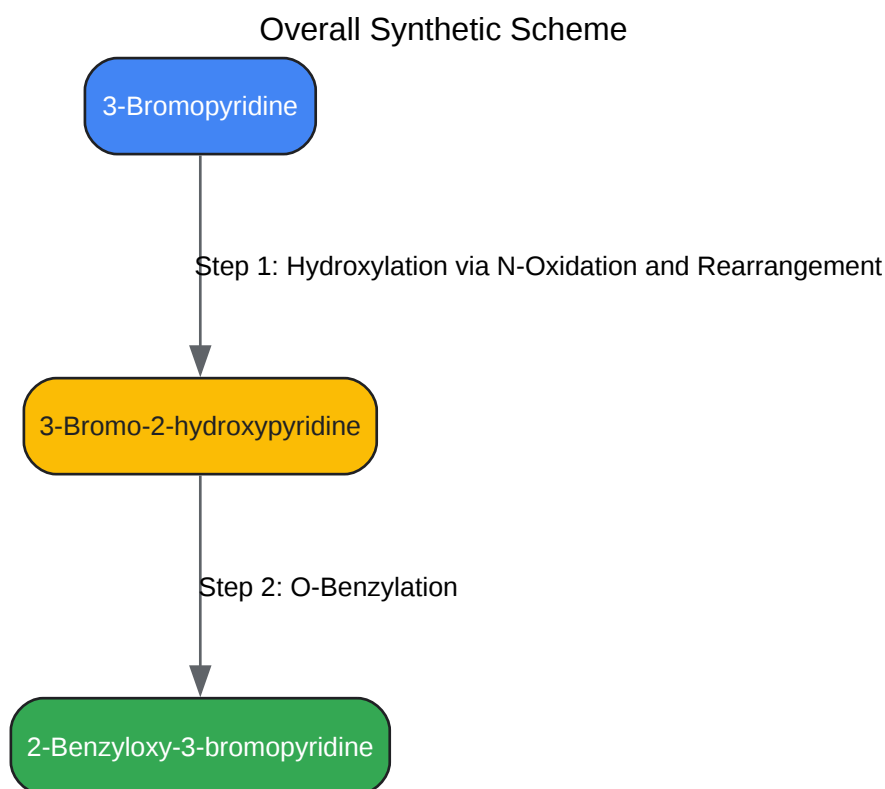 Overall Synthetic Scheme
3-Bromopyridine
Step 1: Hydroxylation via N-Oxidation and Rearrangement
3-Bromo-2-hydroxypyridine
Step 2: O-Benzylation
2-Benzyloxy-3-bromopyridine